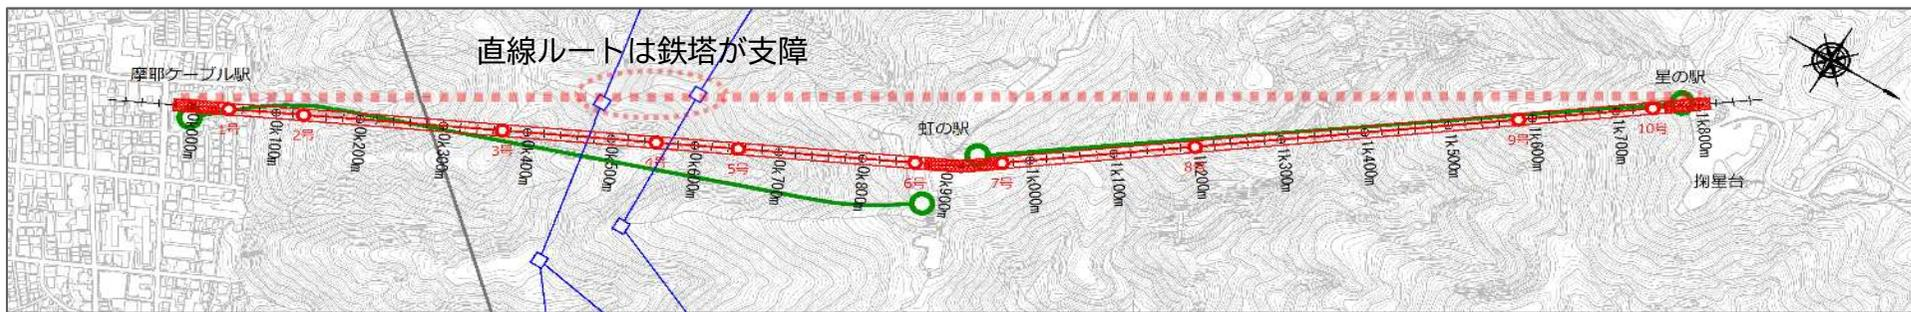 直線ルートは鉄塔が支障
摩耶ケーブル駅
星の駅
虹の駅
1号
2号
3号
4号
5号
6号
7号
8号
9号
10号
0k000m
0k100m
0k200m
0k300m
0k400m
0k500m
0k600m
0k700m
0k800m
0k900m
1k000m
1k100m
1k200m
1k300m
1k400m
1k500m
1k600m
1k700m
1k800m
掬星台